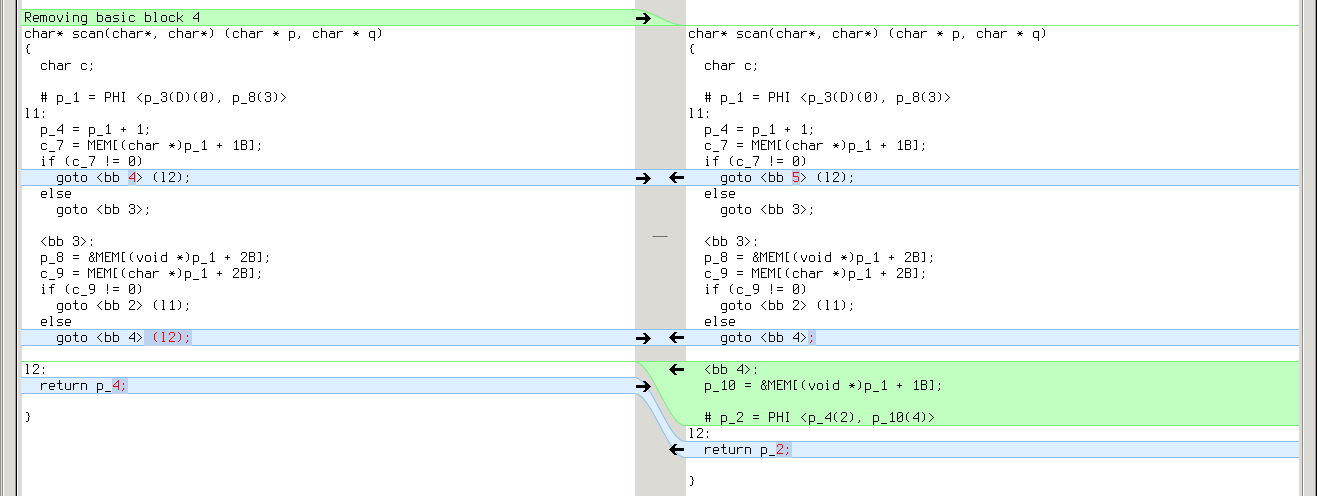 Removing basic block 4
char* scan(char*, char*) (char * p, char * q)
{
  char c;

  # p_1 = PHI <p_3(D)(0), p_8(3)>
l1:
  p_4 = p_1 + 1;
  c_7 = MEM[(char *)p_1 + 1B];
  if (c_7 != 0)
    goto <bb 4> (l2);
  else
    goto <bb 3>;

  <bb 3>:
  p_8 = &MEM[(void *)p_1 + 2B];
  c_9 = MEM[(char *)p_1 + 2B];
  if (c_9 != 0)
    goto <bb 2> (l1);
  else
    goto <bb 4> (l2);

l2:
  return p_4;

}
char* scan(char*, char*) (char * p, char * q)
{
  char c;

  # p_1 = PHI <p_3(D)(0), p_8(3)>
l1:
  p_4 = p_1 + 1;
  c_7 = MEM[(char *)p_1 + 1B];
  if (c_7 != 0)
    goto <bb 5> (l2);
  else
    goto <bb 3>;

  <bb 3>:
  p_8 = &MEM[(void *)p_1 + 2B];
  c_9 = MEM[(char *)p_1 + 2B];
  if (c_9 != 0)
    goto <bb 2> (l1);
  else
    goto <bb 4>;

  <bb 4>:
  p_10 = &MEM[(void *)p_1 + 1B];

  # p_2 = PHI <p_4(2), p_10(4)>
l2:
  return p_2;

}